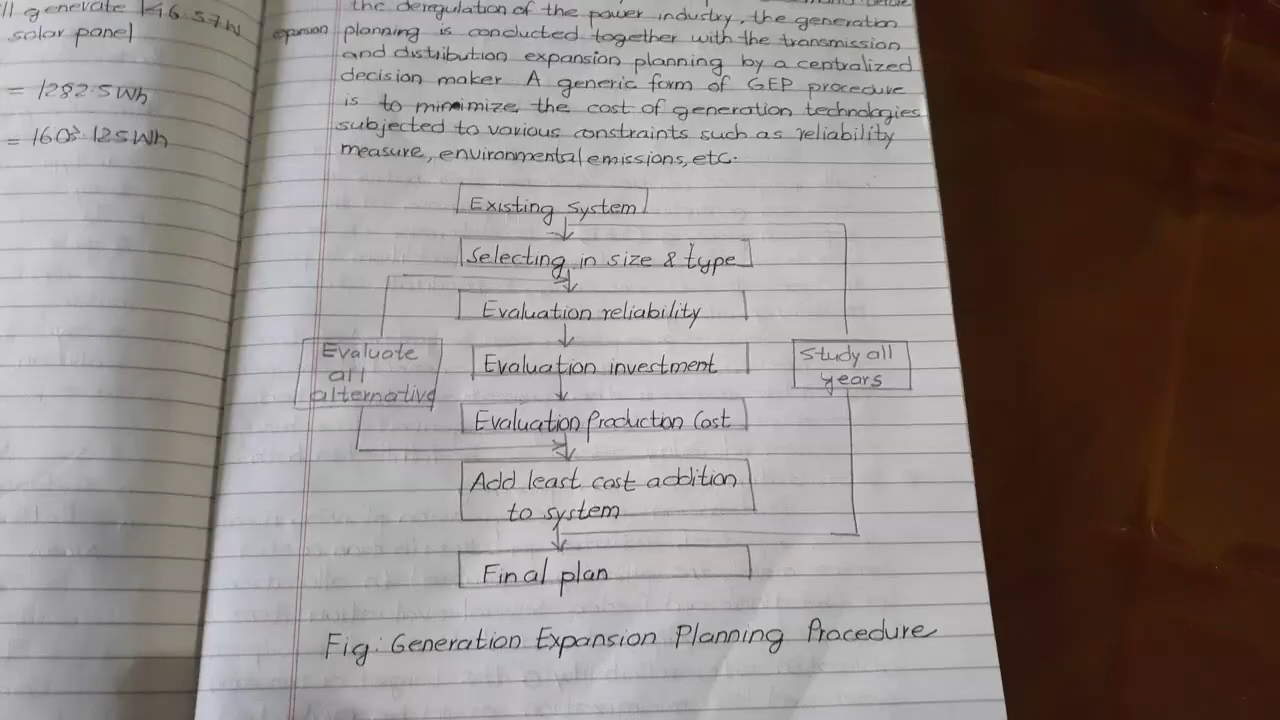 ll generate 146.57W
solar panel
= 1282.5Wh
= 1603.125Wh
the deregulation of the power industry, the generation
expansion planning is conducted together with the transmission
and distribution expansion planning by a centralized
decision maker. A generic form of GEP procedure
is to minimize the cost of generation technologies
subjected to various constraints such as reliability
measure, environmental emissions, etc.
Existing system
Selecting in size & type
Evaluation reliability
Evaluate
all
alternative
Evaluation investment
Study all
years
Evaluation Production Cost
Add least cost addition
to system
Final plan
Fig: Generation Expansion Planning Procedure